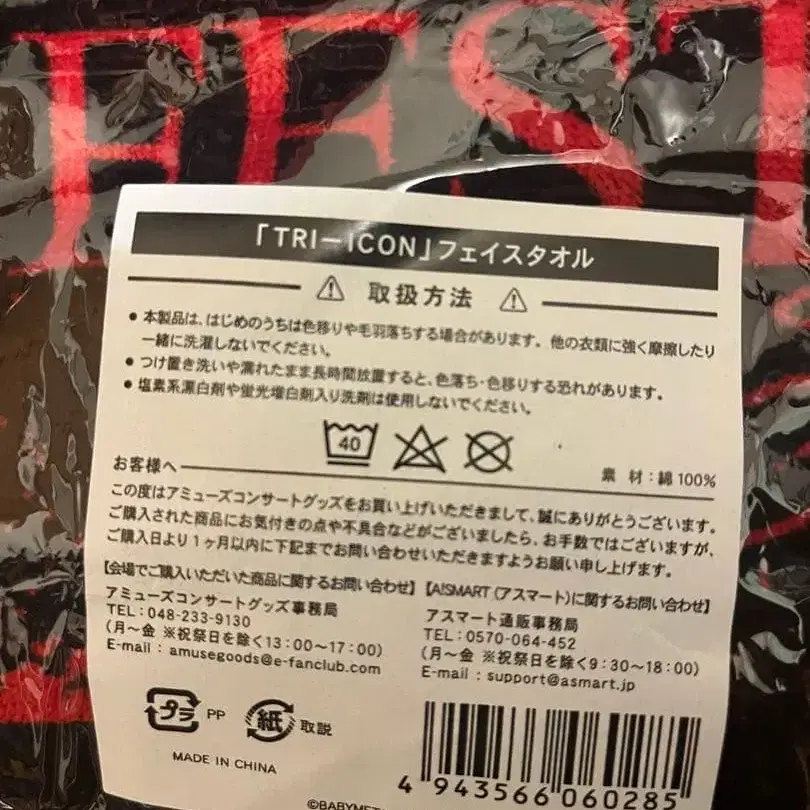 FEST
「TRI－ICON」フェイスタオル
取扱方法
● 本製品は、はじめのうちは色移りや毛羽落ちする場合があります。他の衣類に強く摩擦したり
一緒に洗濯しないでください。
● つけ置き洗いや濡れたまま長時間放置すると、色落ち・色移りする恐れがあります。
● 塩素系漂白剤や蛍光増白剤入り洗剤は使用しないでください。
40
素 材：綿100%
お客様へ
この度はアミューズコンサートグッズをお買い上げいただきまして、誠にありがとうございます。
ご購入された商品にお気付きの点や不具合などがございましたら、お手数ではございますが、
ご購入日より1ヶ月以内に下記までお問い合わせいただきますようお願い申し上げます。
【会場でご購入いただいた商品に関するお問い合わせ】
アミューズコンサートグッズ事務局
TEL：048-233-9130
（月～金 ※祝祭日を除く13：00～17：00）
E-mail : amusegoods@e-fanclub.com
【A!SMART（アスマート）に関するお問い合わせ】
アスマート通販事務局
TEL：0570-064-452
（月～金 ※祝祭日を除く9：30～18：00）
E-mail : support@asmart.jp
プラ PP
紙 取説
MADE IN CHINA
4 943566 060285
©BABYMET